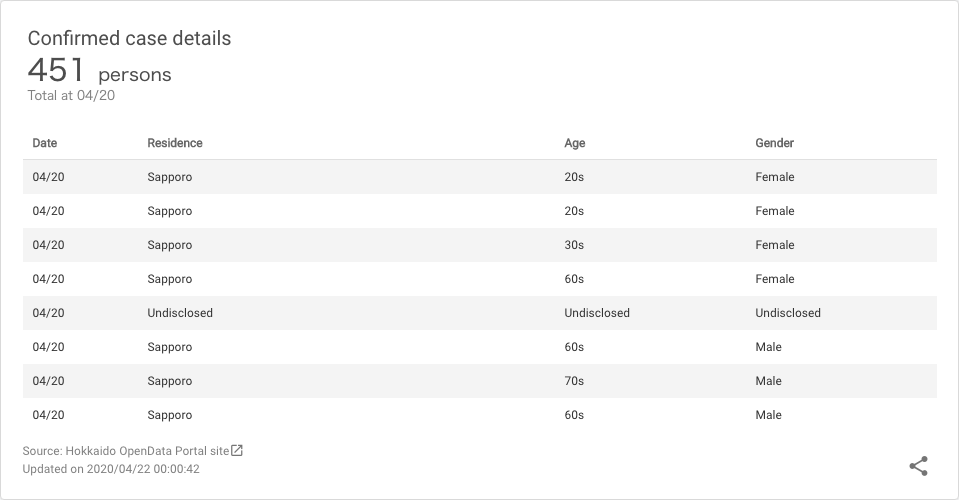 Confirmed case details
451 persons
Total at 04/20
Date Residence Age Gender
04/20 Sapporo 20s Female
04/20 Sapporo 20s Female
04/20 Sapporo 30s Female
04/20 Sapporo 60s Female
04/20 Undisclosed Undisclosed Undisclosed
04/20 Sapporo 60s Male
04/20 Sapporo 70s Male
04/20 Sapporo 60s Male
Source: Hokkaido OpenData Portal site
Updated on 2020/04/22 00:00:42